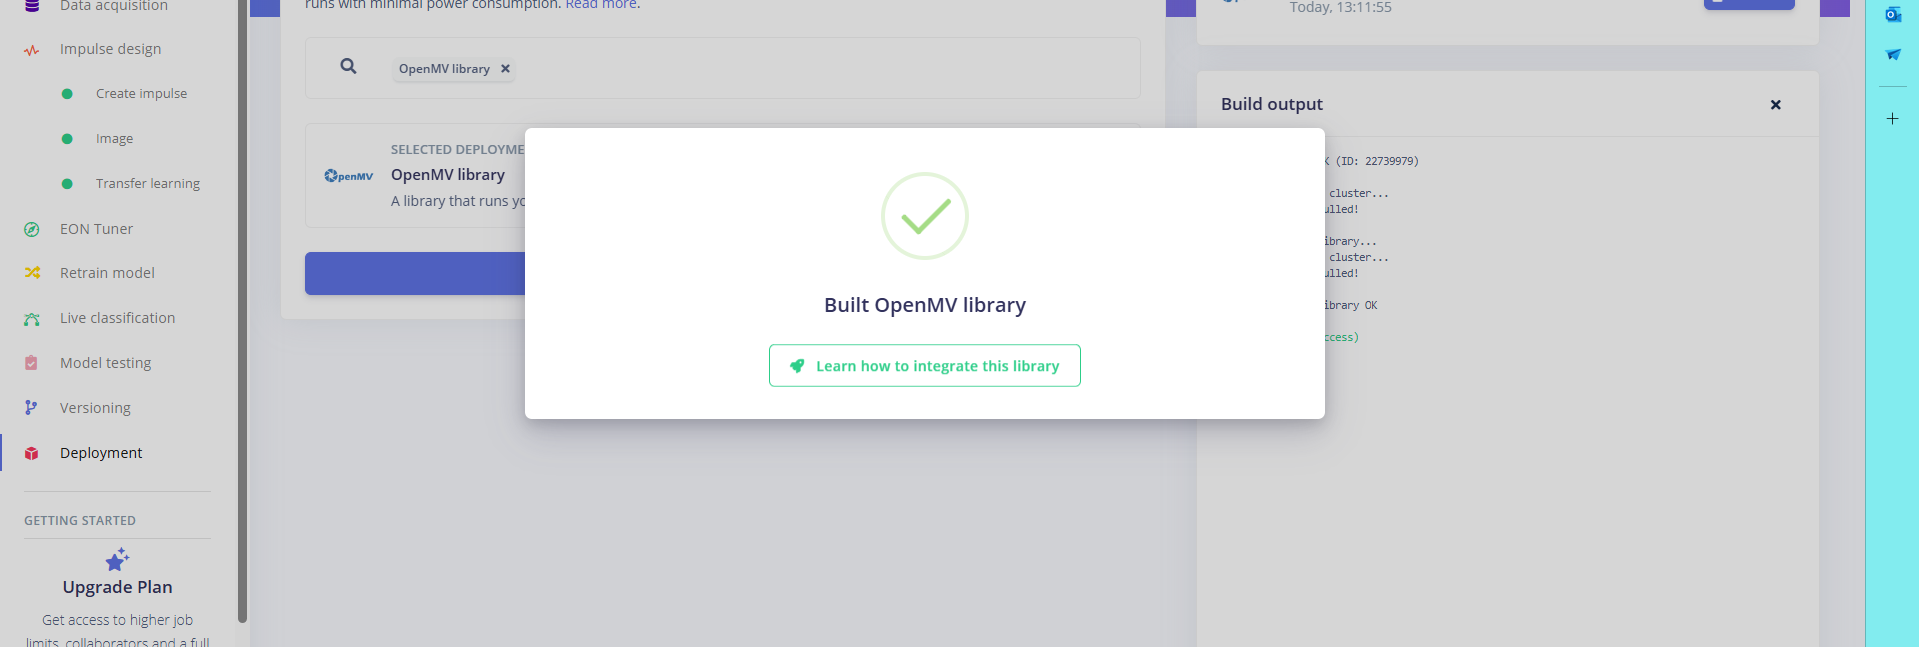 Data acquisition
Impulse design
Create impulse
Image
Transfer learning
EON Tuner
Retrain model
Live classification
Model testing
Versioning
Deployment
GETTING STARTED
Upgrade Plan
Get access to higher job
limits, collaborators and a full
runs with minimal power consumption. Read more.
OpenMV library
SELECTED DEPLOYME
OpenMV
OpenMV library
A library that runs yo
Built OpenMV library
Learn how to integrate this library
Today, 13:11:55
Build output
K (ID: 22739979)
cluster...
ulled!
ibrary...
cluster...
ulled!
ibrary OK
ccess)